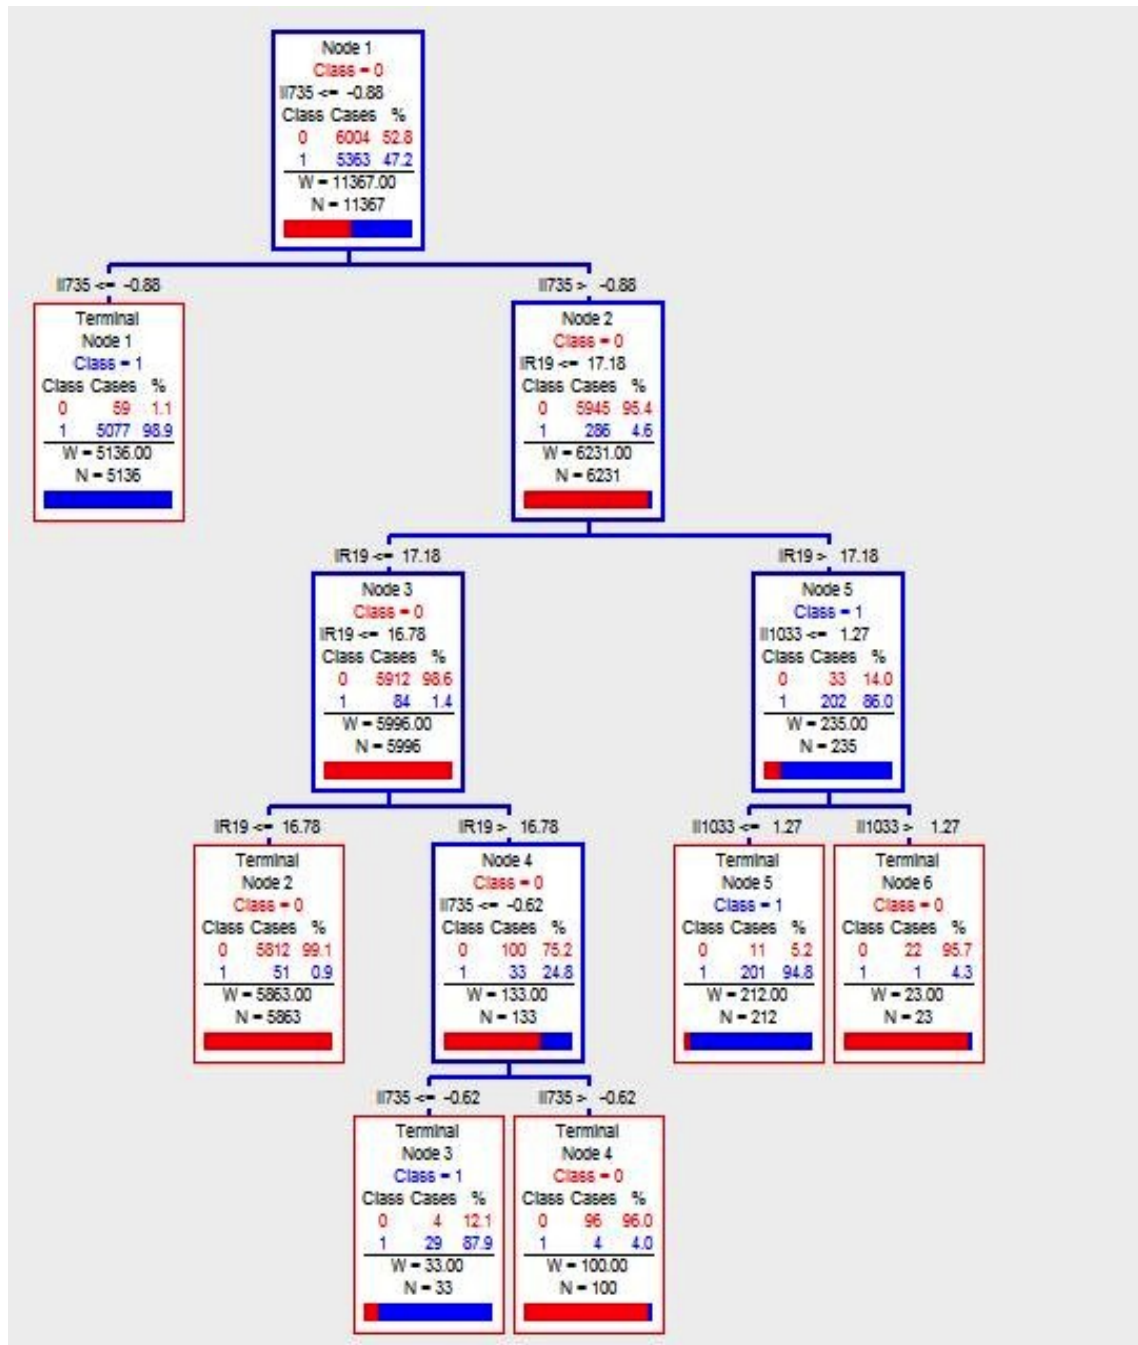 Node 1
Class = 0
II735 <= -0.88
Class Cases %
0 6004 52.8
1 5363 47.2
W = 11367.00
N = 11367
II735 <= -0.88
II735 > -0.88
Terminal
Node 1
Class = 1
Class Cases %
0 59 1.1
1 5077 98.9
W = 5136.00
N = 5136
Node 2
Class = 0
IR19 <= 17.18
Class Cases %
0 5945 95.4
1 286 4.6
W = 6231.00
N = 6231
IR19 <= 17.18
IR19 > 17.18
Node 3
Class = 0
IR19 <= 16.78
Class Cases %
0 5912 98.6
1 84 1.4
W = 5996.00
N = 5996
Node 5
Class = 1
II1033 <= 1.27
Class Cases %
0 33 14.0
1 202 86.0
W = 235.00
N = 235
IR19 <= 16.78
IR19 > 16.78
II1033 <= 1.27
II1033 > 1.27
Terminal
Node 2
Class = 0
Class Cases %
0 5812 99.1
1 51 0.9
W = 5863.00
N = 5863
Node 4
Class = 0
II735 <= -0.62
Class Cases %
0 100 75.2
1 33 24.8
W = 133.00
N = 133
Terminal
Node 5
Class = 1
Class Cases %
0 11 5.2
1 201 94.8
W = 212.00
N = 212
Terminal
Node 6
Class = 0
Class Cases %
0 22 95.7
1 1 4.3
W = 23.00
N = 23
II735 <= -0.62
II735 > -0.62
Terminal
Node 3
Class = 1
Class Cases %
0 4 12.1
1 29 87.9
W = 33.00
N = 33
Terminal
Node 4
Class = 0
Class Cases %
0 96 96.0
1 4 4.0
W = 100.00
N = 100